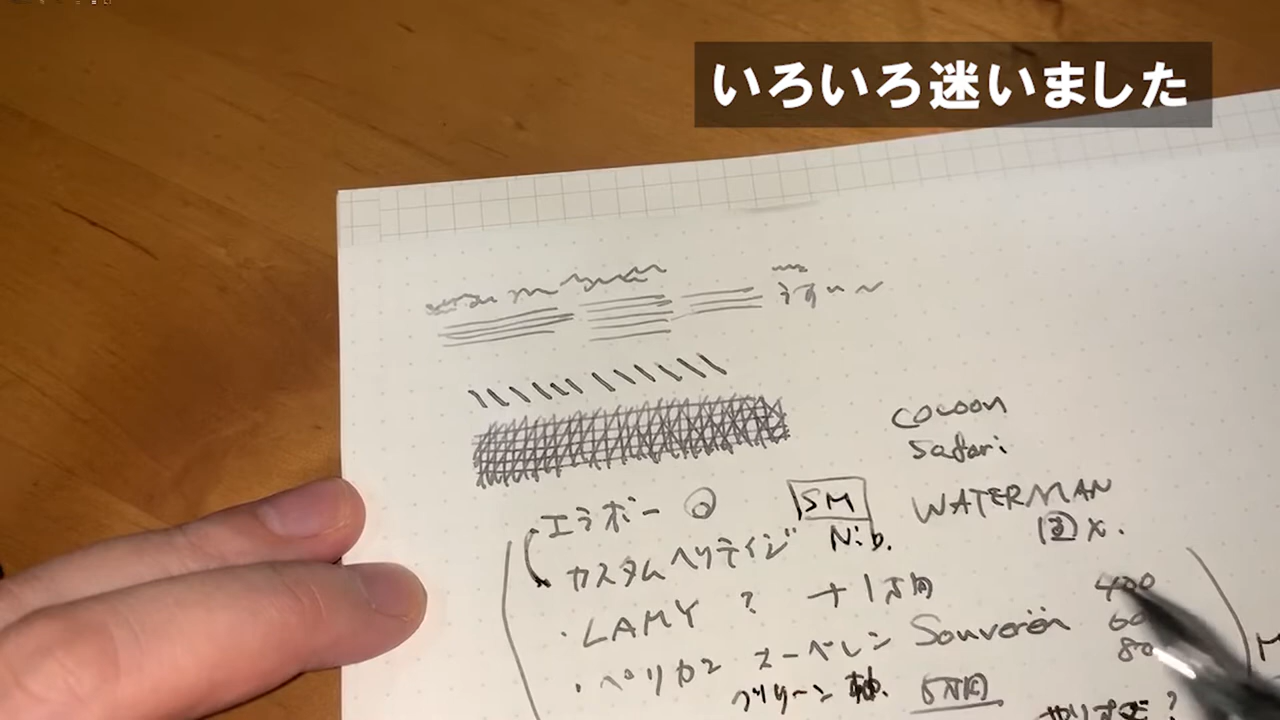 いろいろ迷いました
うすい〜
cocoon
safari
エラボー
SM
Nib.
WATERMAN
カスタムヘリテイジ
LAMY ? +1万円
400
ペリカン スーベレン Souverän
グリーン軸. 5万円